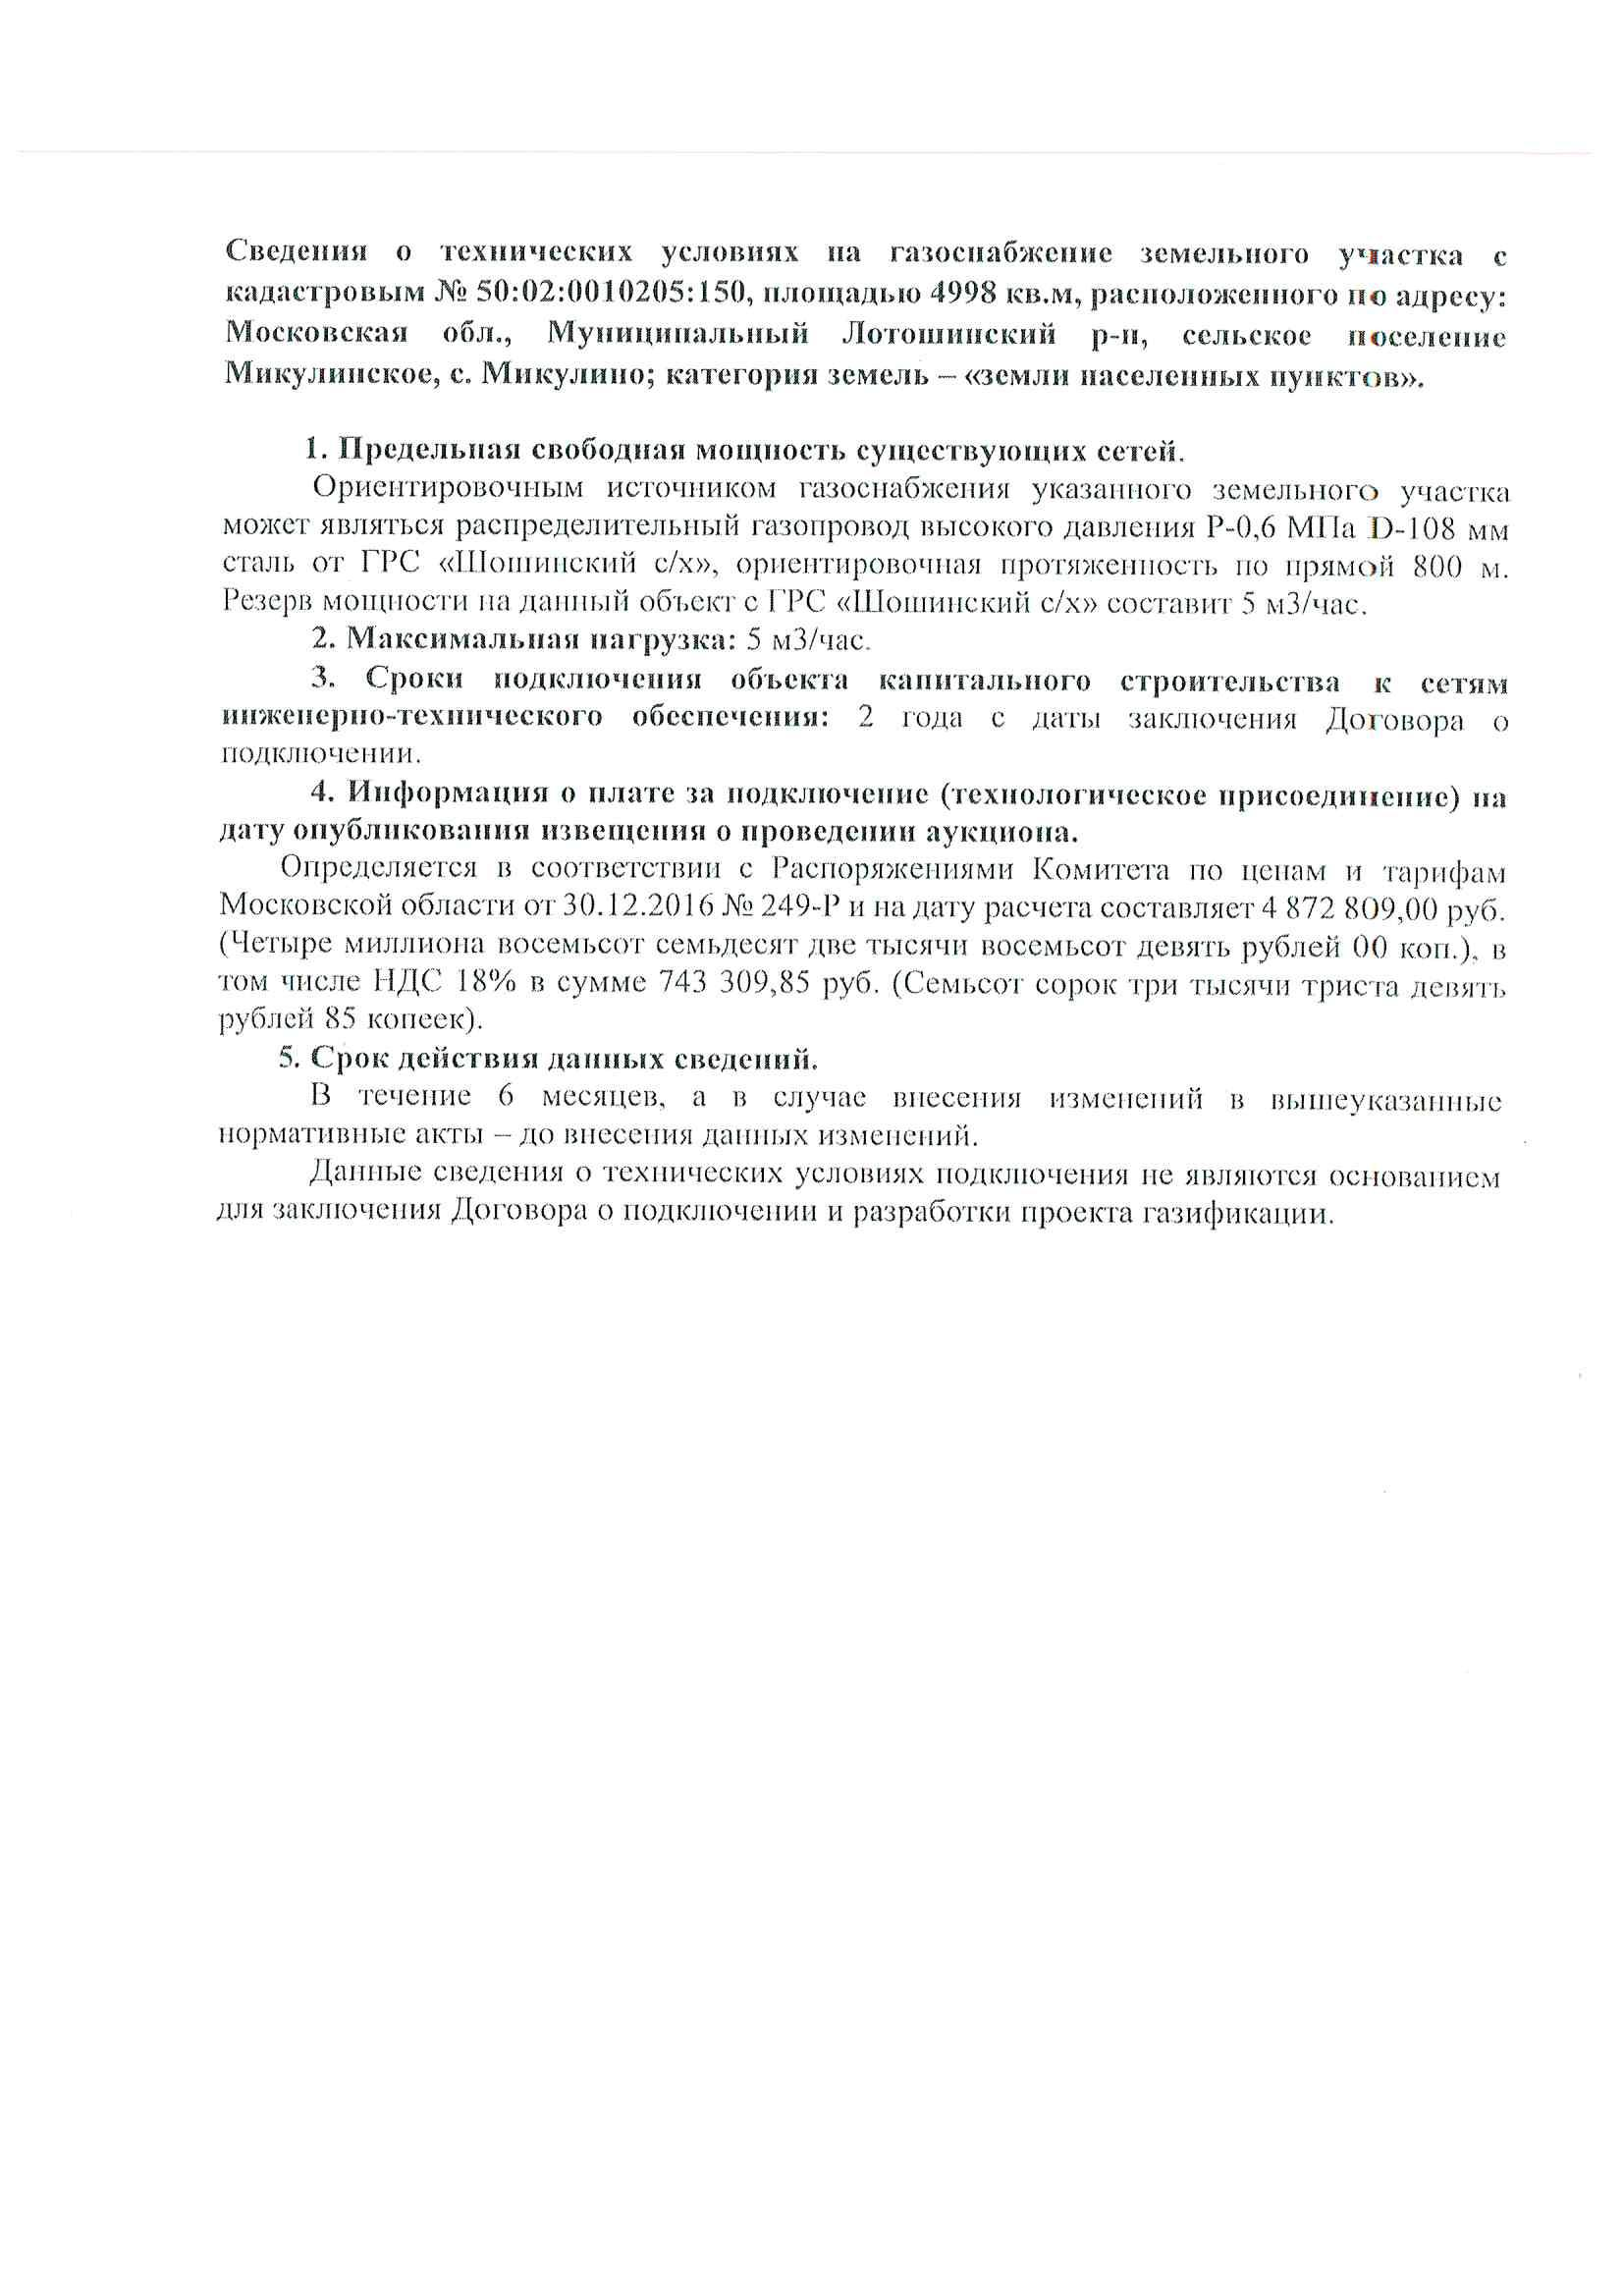 Сведения о технических условиях на газоснабжение земельного участка с
кадастровым № 50:02:0010205:150, площадью 4998 кв.м, расположенного по адресу:
Московская обл., Муниципальный Лотошинский р-н, сельское поселение
Микулинское, с. Микулино; категория земель – «земли населенных пунктов».
1. Предельная свободная мощность существующих сетей.
Ориентировочным источником газоснабжения указанного земельного участка
может являться распределительный газопровод высокого давления Р-0,6 МПа D-108 мм
сталь от ГРС «Шошинский с/х», ориентировочная протяженность по прямой 800 м.
Резерв мощности на данный объект с ГРС «Шошинский с/х» составит 5 м3/час.
2. Максимальная нагрузка: 5 м3/час.
3. Сроки подключения объекта капитального строительства к сетям
инженерно-технического обеспечения: 2 года с даты заключения Договора о
подключении.
4. Информация о плате за подключение (технологическое присоединение) на
дату опубликования извещения о проведении аукциона.
Определяется в соответствии с Распоряжениями Комитета по ценам и тарифам
Московской области от 30.12.2016 № 249-Р и на дату расчета составляет 4 872 809,00 руб.
(Четыре миллиона восемьсот семьдесят две тысячи восемьсот девять рублей 00 коп.), в
том числе НДС 18% в сумме 743 309,85 руб. (Семьсот сорок три тысячи триста девять
рублей 85 копеек).
5. Срок действия данных сведений.
В течение 6 месяцев, а в случае внесения изменений в вышеуказанные
нормативные акты – до внесения данных изменений.
Данные сведения о технических условиях подключения не являются основанием
для заключения Договора о подключении и разработки проекта газификации.